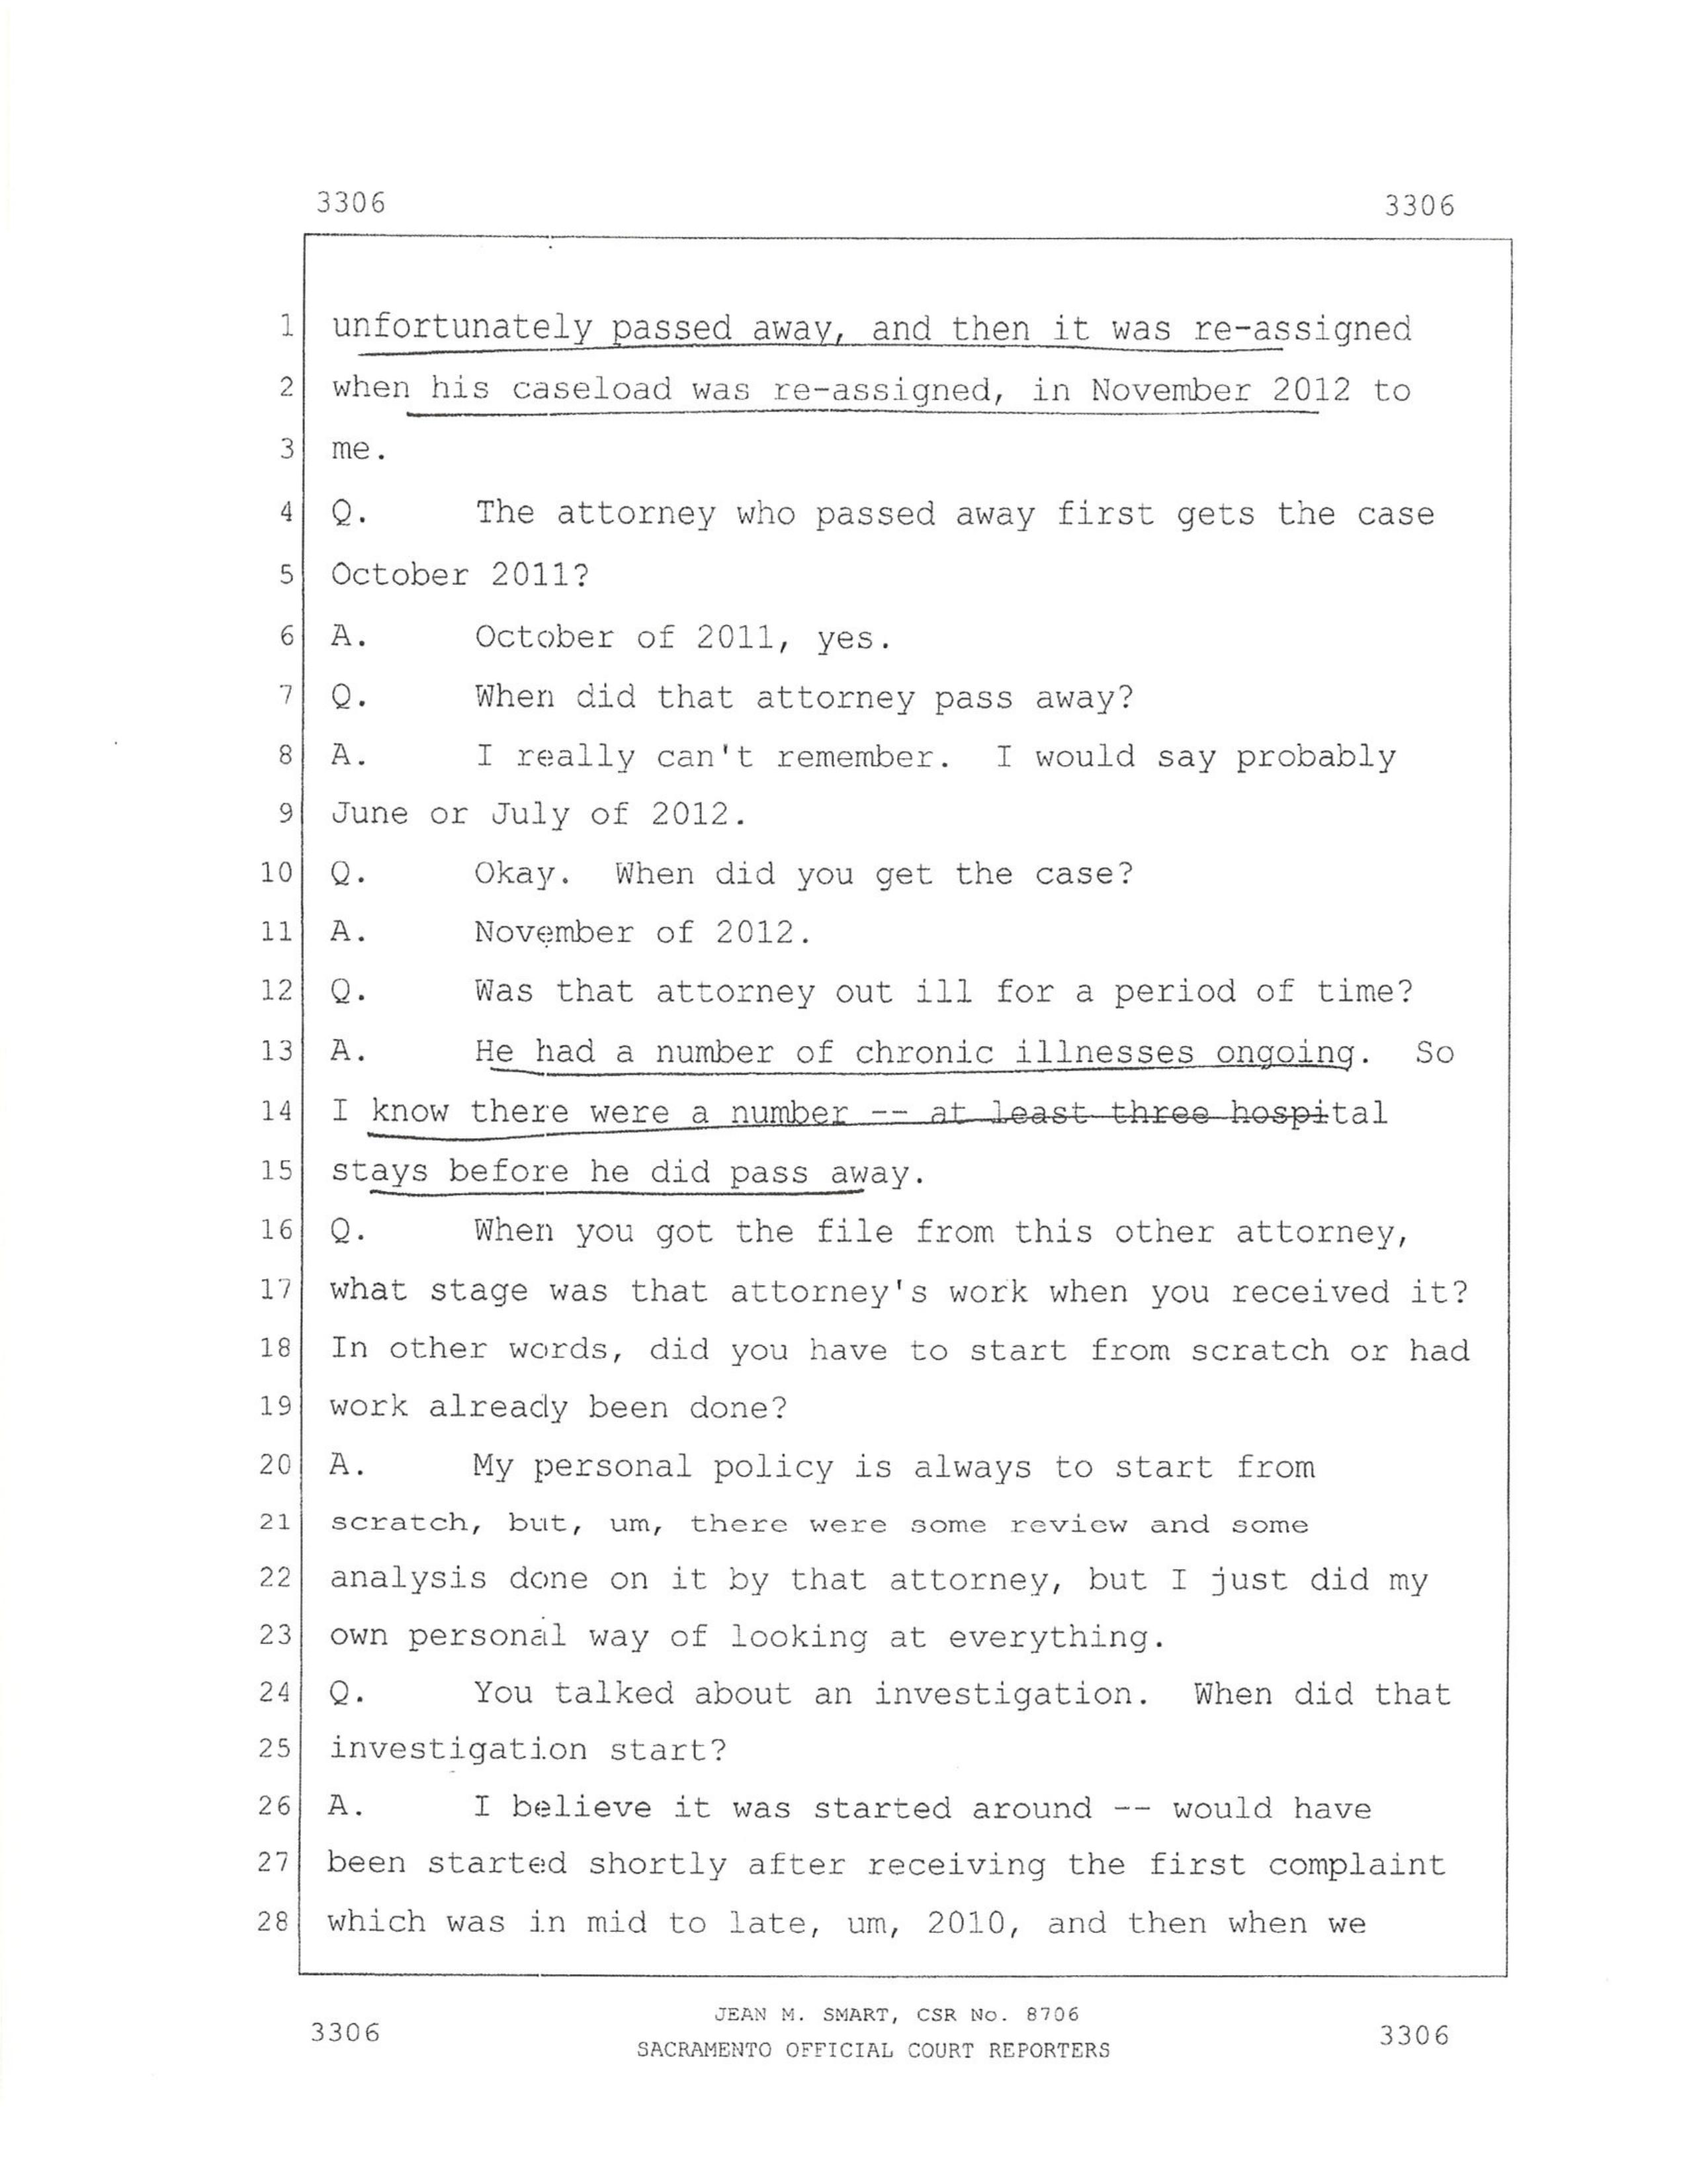 3306 3306
1 unfortunately passed away, and then it was re-assigned
2 when his caseload was re-assigned, in November 2012 to
3 me.
4 Q. The attorney who passed away first gets the case
5 October 2011?
6 A. October of 2011, yes.
7 Q. When did that attorney pass away?
8 A. I really can't remember. I would say probably
9 June or July of 2012.
10 Q. Okay. When did you get the case?
11 A. November of 2012.
12 Q. Was that attorney out ill for a period of time?
13 A. He had a number of chronic illnesses ongoing. So
14 I know there were a number -- at least three hospital
15 stays before he did pass away.
16 Q. When you got the file from this other attorney,
17 what stage was that attorney's work when you received it?
18 In other words, did you have to start from scratch or had
19 work already been done?
20 A. My personal policy is always to start from
21 scratch, but, um, there were some review and some
22 analysis done on it by that attorney, but I just did my
23 own personal way of looking at everything.
24 Q. You talked about an investigation. When did that
25 investigation start?
26 A. I believe it was started around -- would have
27 been started shortly after receiving the first complaint
28 which was in mid to late, um, 2010, and then when we
JEAN M. SMART, CSR No. 8706
3306 3306
SACRAMENTO OFFICIAL COURT REPORTERS